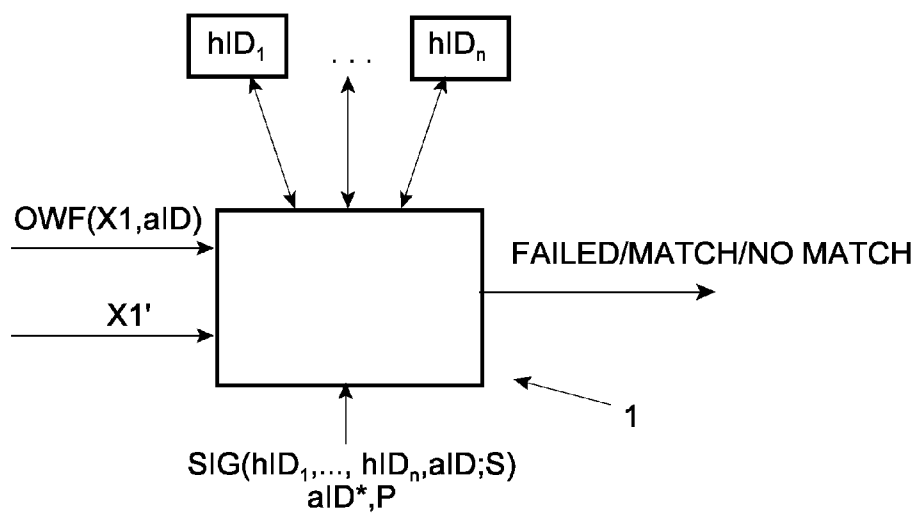 hID₁ . . . hIDₙ
OWF(X1,aID)
FAILED/MATCH/NO MATCH
X1'
1
SIG(hID₁,..., hIDₙ,aID;S)
aID*,P